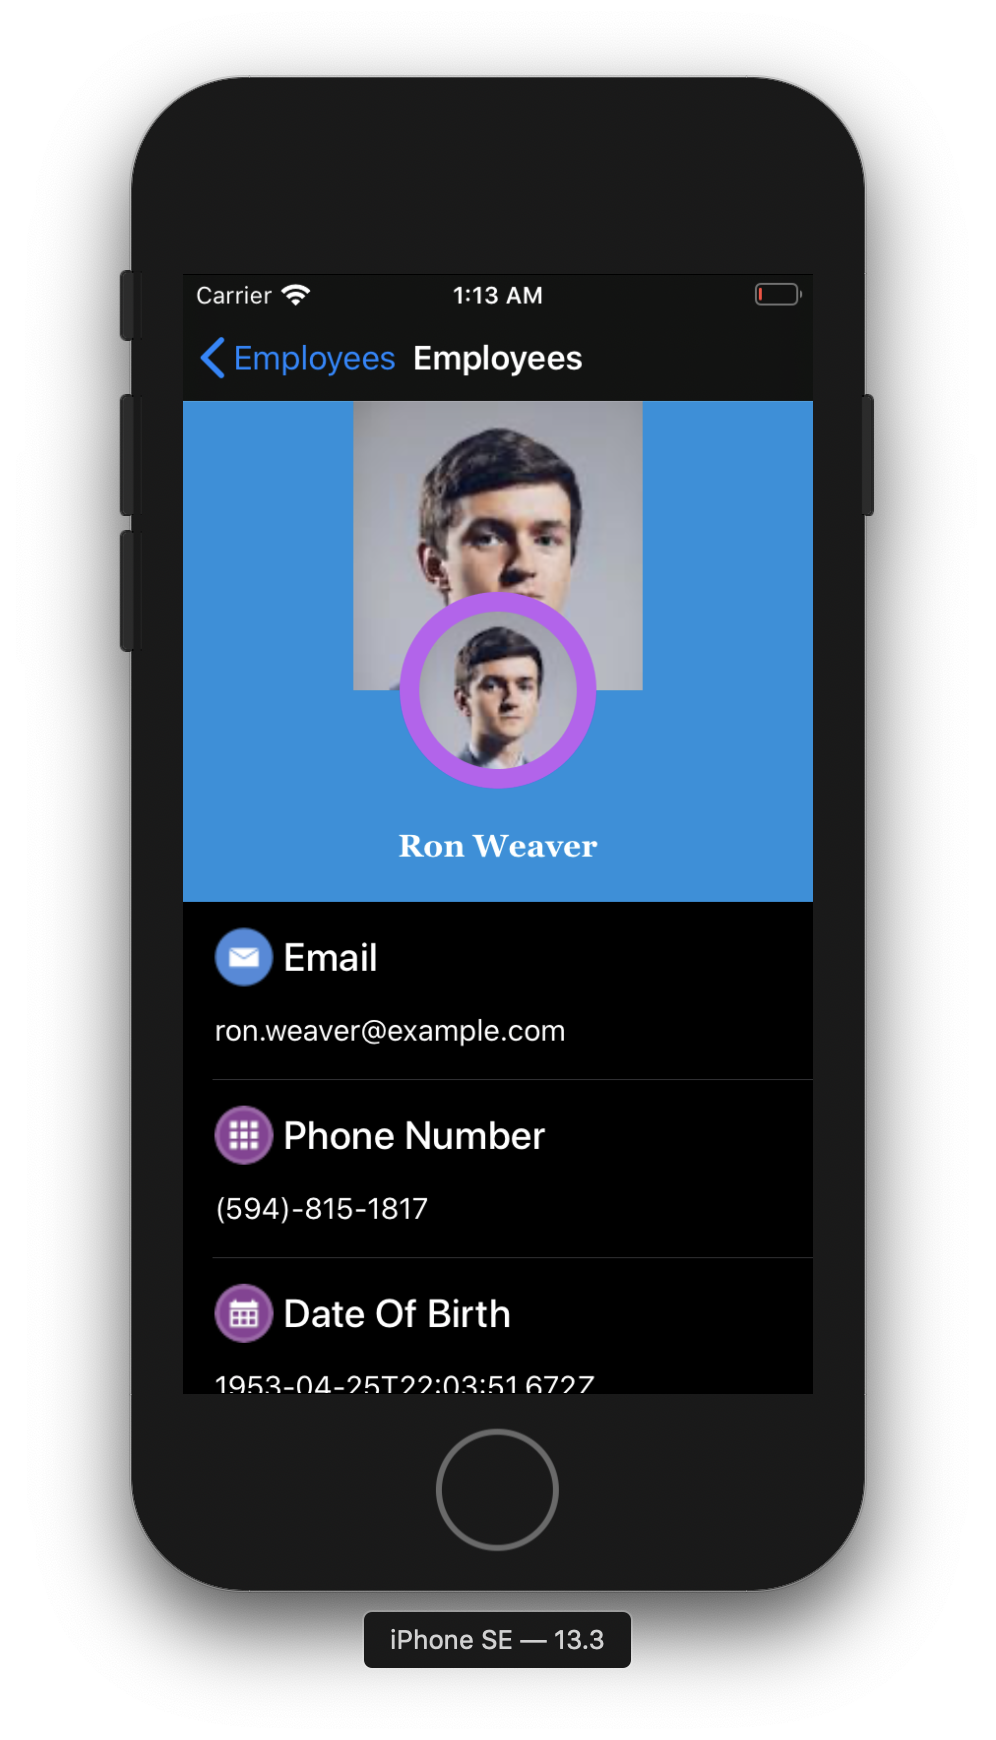 Carrier 1:13 AM
Employees Employees
Ron Weaver
Email
ron.weaver@example.com
Phone Number
(594)-815-1817
Date Of Birth
1953-04-25T22:03:51.672Z
iPhone SE — 13.3